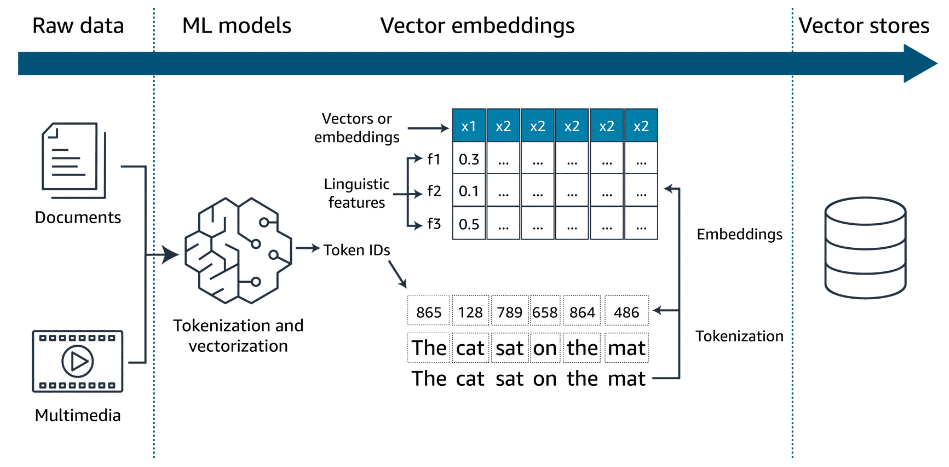 Raw data
ML models
Vector embeddings
Vector stores
Documents
Multimedia
Tokenization and
vectorization
Vectors or
embeddings
x1 x2 x2 x2 x2 x2
Linguistic
features
f1 0.3 ... ... ... ... ...
f2 0.1 ... ... ... ... ...
f3 0.5 ... ... ... ... ...
Token IDs
865 128 789 658 864 486
The cat sat on the mat
The cat sat on the mat
Embeddings
Tokenization